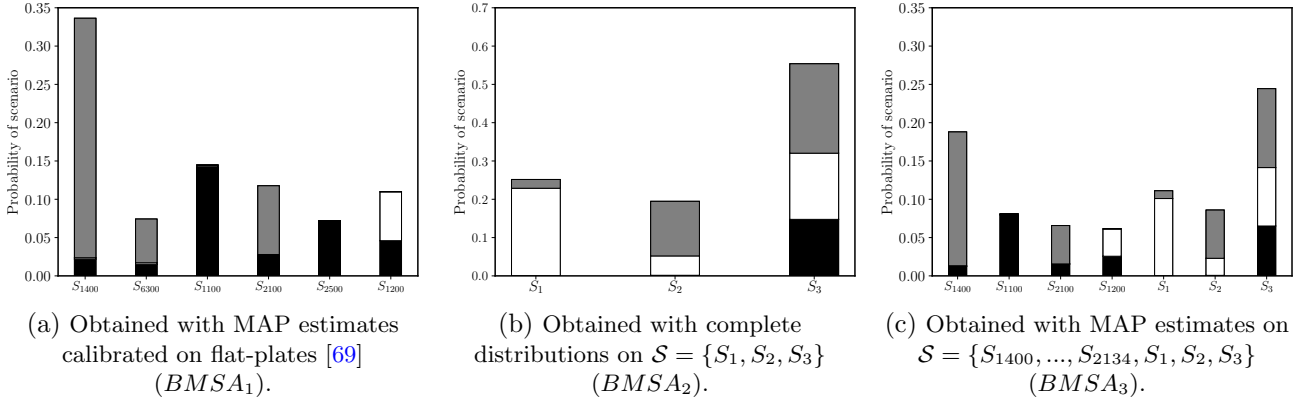 0.35
0.30
0.25
0.20
0.15
0.10
0.05
0.00
Probability of scenario
S1400 S6300 S1100 S2100 S2500 S1200
(a) Obtained with MAP estimates
calibrated on flat-plates [69]
(BMSA1).
0.7
0.6
0.5
0.4
0.3
0.2
0.1
0.0
Probability of scenario
S1 S2 S3
(b) Obtained with complete
distributions on S = {S1, S2, S3}
(BMSA2).
0.35
0.30
0.25
0.20
0.15
0.10
0.05
0.00
Probability of scenario
S1400 S1100 S2100 S1200 S1 S2 S3
(c) Obtained with MAP estimates on
S = {S1400, ..., S2134, S1, S2, S3}
(BMSA3).